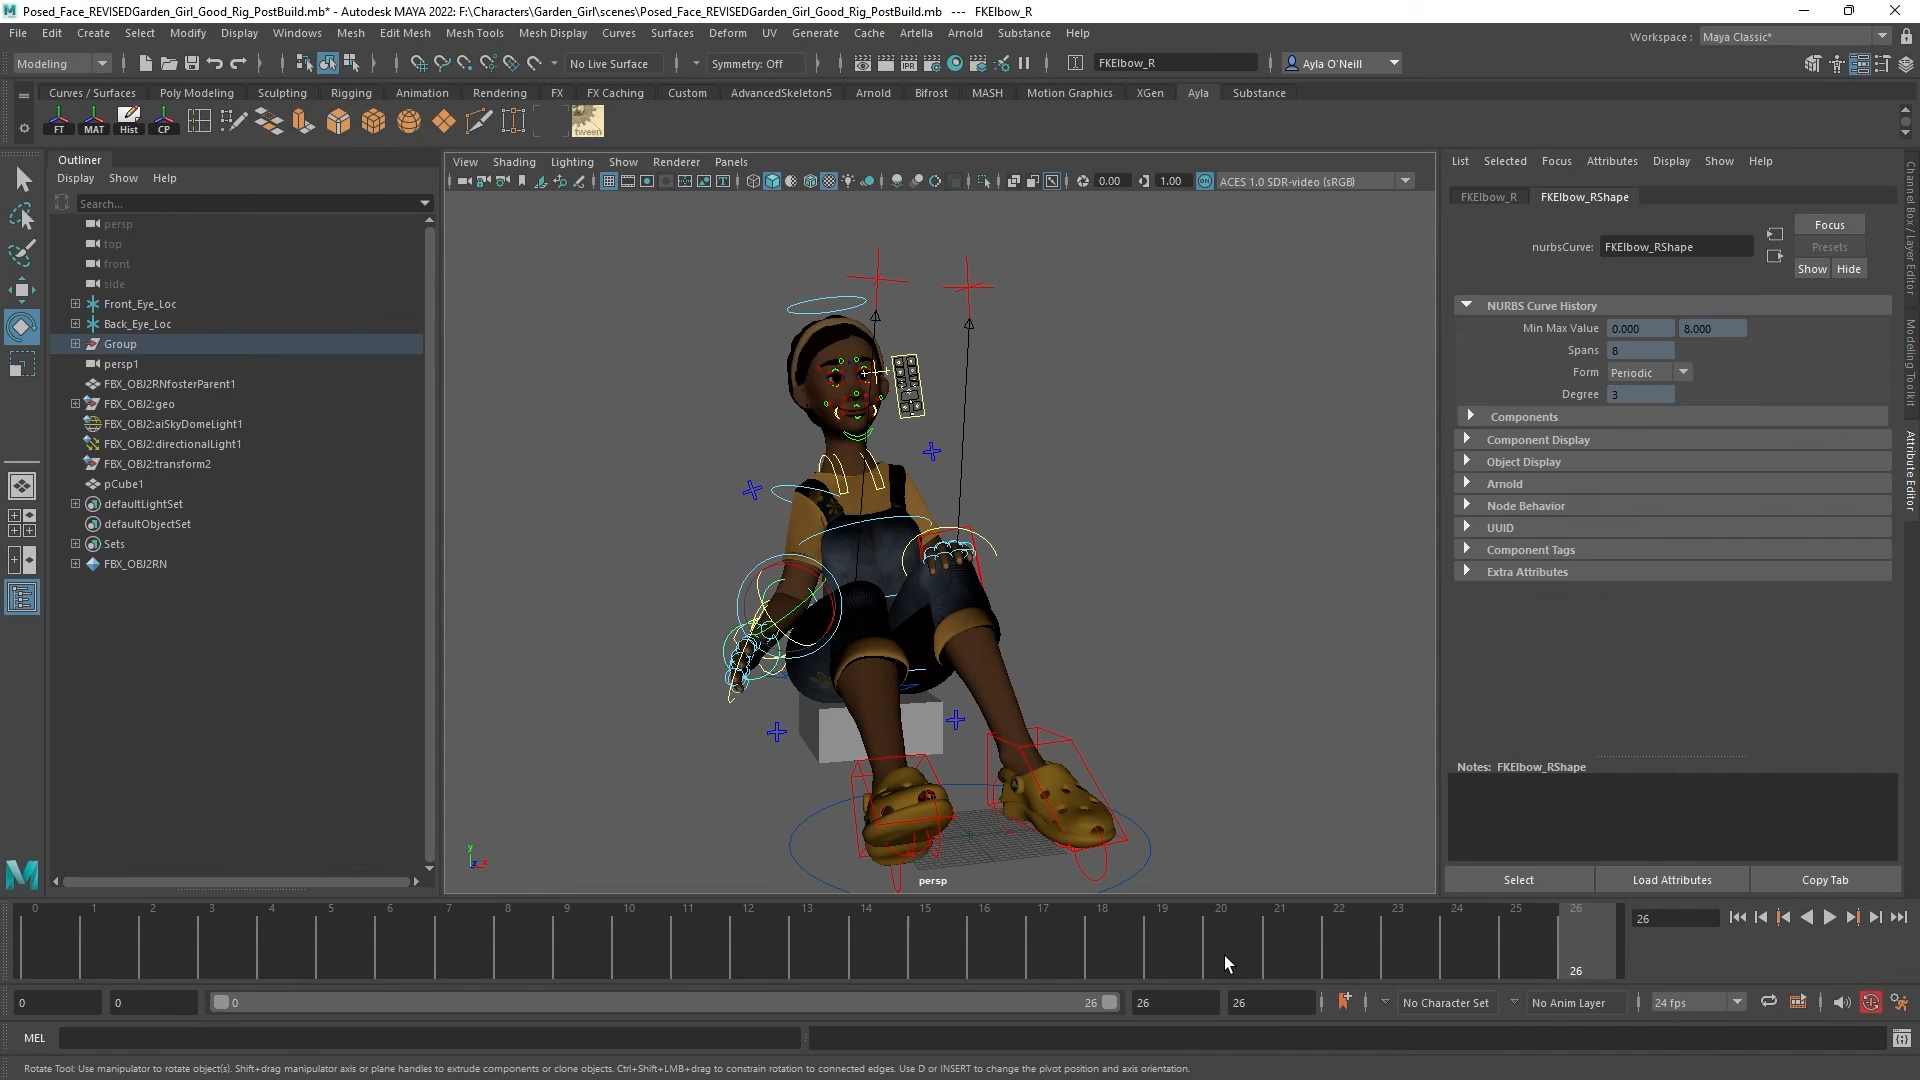 Posed_Face_REVISEDGarden_Girl_Good_Rig_PostBuild.mb* - Autodesk MAYA 2022: F:\Characters\Garden_Girl\scenes\Posed_Face_REVISEDGarden_Girl_Good_Rig_PostBuild.mb --- FKElbow_R
File Edit Create Select Modify Display Windows Mesh Edit Mesh Mesh Tools Mesh Display Curves Surfaces Deform UV Generate Cache Artella Arnold Substance Help
Workspace : Maya Classic*
Modeling No Live Surface Symmetry: Off FKElbow_R Ayla O'Neill
Curves / Surfaces Poly Modeling Sculpting Rigging Animation Rendering FX FX Caching Custom AdvancedSkeleton5 Arnold Bifrost MASH Motion Graphics XGen Ayla Substance
FT MAT Hist CP tween
Outliner
Display Show Help
Search...
persp
top
front
side
Front_Eye_Loc
Back_Eye_Loc
Group
persp1
FBX_OBJ2RNfosterParent1
FBX_OBJ2:geo
FBX_OBJ2:aiSkyDomeLight1
FBX_OBJ2:directionalLight1
FBX_OBJ2:transform2
pCube1
defaultLightSet
defaultObjectSet
Sets
FBX_OBJ2RN
View Shading Lighting Show Renderer Panels
0.00 1.00 ACES 1.0 SDR-video (sRGB)
y
z x
persp
List Selected Focus Attributes Display Show Help
FKElbow_R FKElbow_RShape
nurbsCurve: FKElbow_RShape
Focus
Presets
Show Hide
NURBS Curve History
Min Max Value 0.000 8.000
Spans 8
Form Periodic
Degree 3
Components
Component Display
Object Display
Arnold
Node Behavior
UUID
Component Tags
Extra Attributes
Notes: FKElbow_RShape
Select Load Attributes Copy Tab
Channel Box / Layer Editor
Modeling Toolkit
Attribute Editor
0 1 2 3 4 5 6 7 8 9 10 11 12 13 14 15 16 17 18 19 20 21 22 23 24 25 26
26
26
0 0 0 26 26 26 No Character Set No Anim Layer 24 fps
MEL
Rotate Tool: Use manipulator to rotate object(s). Shift+drag manipulator axis or plane handles to extrude components or clone objects. Ctrl+Shift+LMB+drag to constrain rotation to connected edges. Use D or INSERT to change the pivot position and axis orientation.